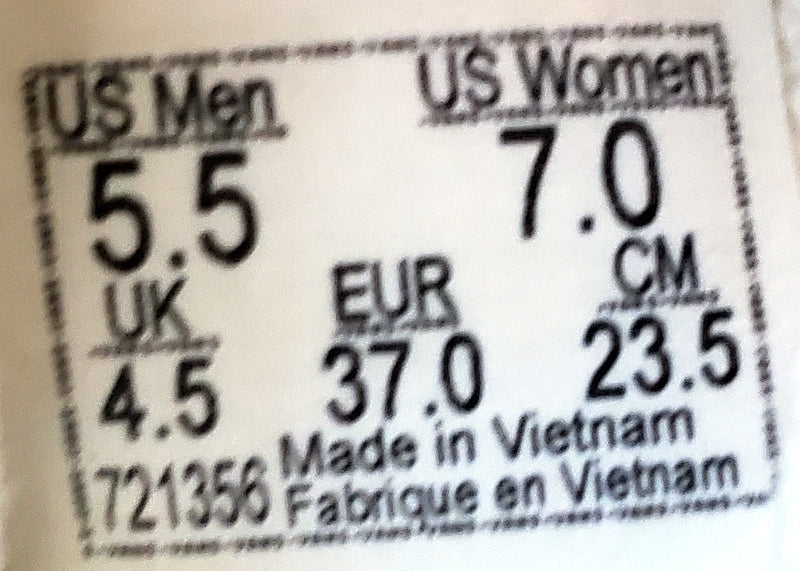 US Men US Women
5.5 7.0
UK EUR CM
4.5 37.0 23.5
721356 Made in Vietnam
Fabrique en Vietnam